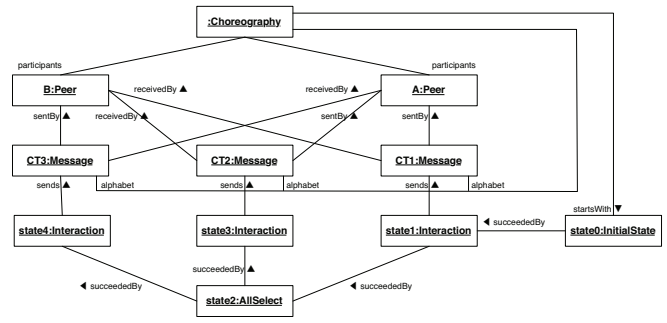 :Choreography
participants
participants
B:Peer
receivedBy ▲
receivedBy ▲
A:Peer
sentBy ▲
receivedBy ▲
sentBy ▲
sentBy ▲
CT3:Message
CT2:Message
CT1:Message
sends ▲
alphabet
sends ▲
alphabet
sends ▲
alphabet
startsWith ▼
state4:Interaction
state3:Interaction
state1:Interaction
◄ succeededBy
state0:InitialState
succeededBy ▲
◄ succeededBy
◄ succeededBy
state2:AllSelect